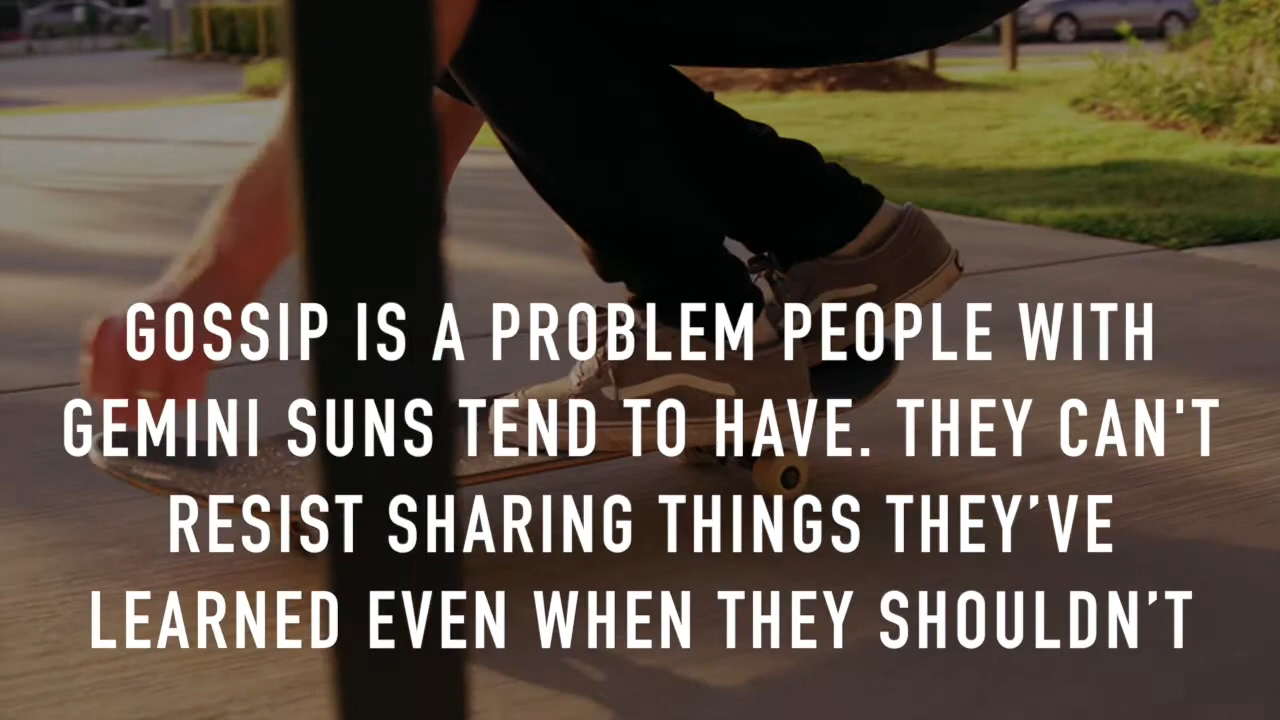 GOSSIP IS A PROBLEM PEOPLE WITH
GEMINI SUNS TEND TO HAVE. THEY CAN'T
RESIST SHARING THINGS THEY’VE
LEARNED EVEN WHEN THEY SHOULDN’T